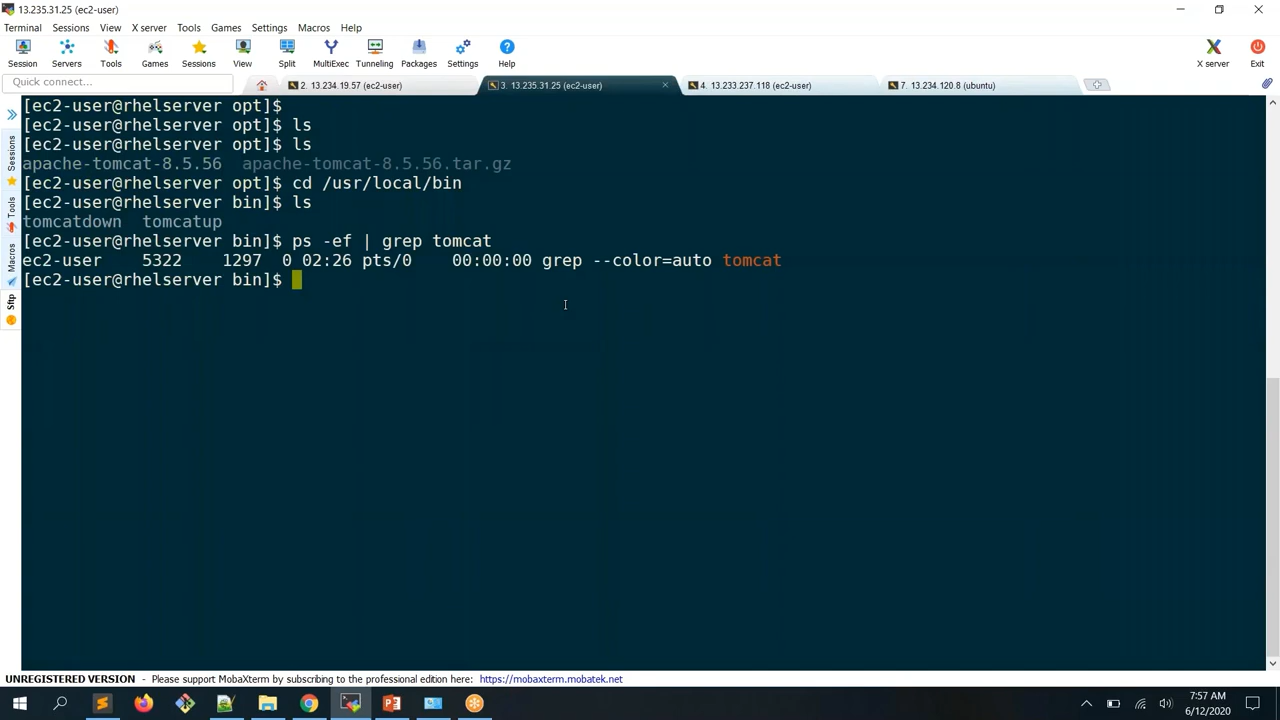 13.235.31.25 (ec2-user)
Terminal Sessions View X server Tools Games Settings Macros Help
Session Servers Tools Games Sessions View Split MultiExec Tunneling Packages Settings Help X server Exit
Quick connect...
2. 13.234.19.57 (ec2-user)
3. 13.235.31.25 (ec2-user)
4. 13.233.237.118 (ec2-user)
7. 13.234.120.8 (ubuntu)
Sessions
Tools
Macros
Sftp
[ec2-user@rhelserver opt]$
[ec2-user@rhelserver opt]$ ls
[ec2-user@rhelserver opt]$ ls
apache-tomcat-8.5.56 apache-tomcat-8.5.56.tar.gz
[ec2-user@rhelserver opt]$ cd /usr/local/bin
[ec2-user@rhelserver bin]$ ls
tomcatdown tomcatup
[ec2-user@rhelserver bin]$ ps -ef | grep tomcat
ec2-user 5322 1297 0 02:26 pts/0 00:00:00 grep --color=auto tomcat
[ec2-user@rhelserver bin]$
UNREGISTERED VERSION - Please support MobaXterm by subscribing to the professional edition here: https://mobaxterm.mobatek.net
7:57 AM
6/12/2020